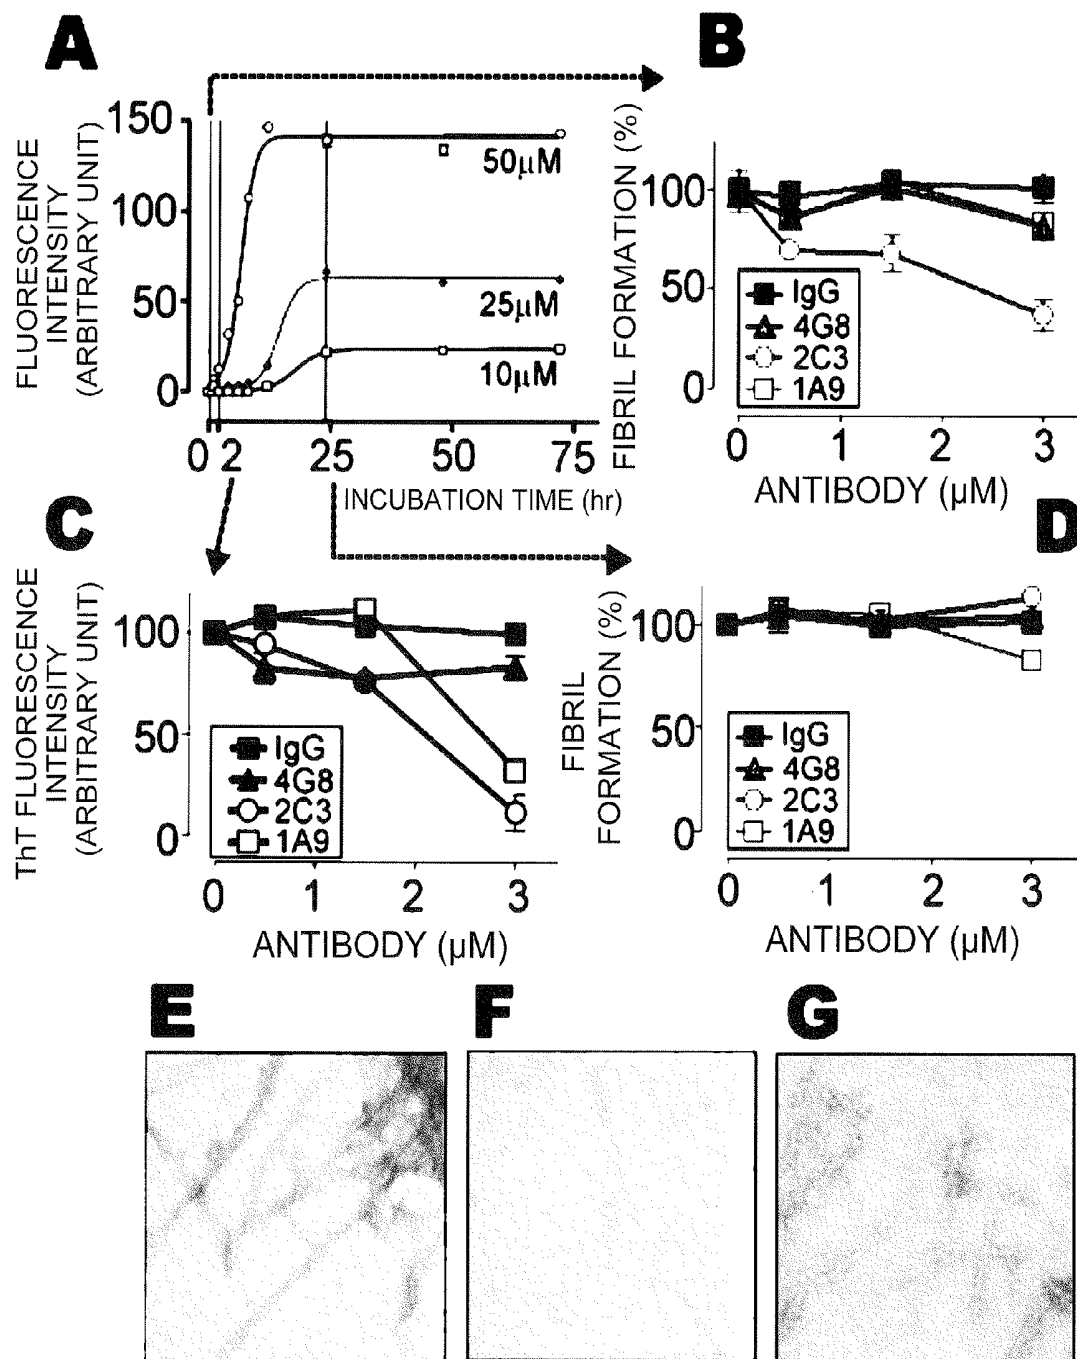 A
FLUORESCENCE
INTENSITY
(ARBITRARY UNIT)
150
100
50
0
50µM
25µM
10µM
0 2 25 50 75
INCUBATION TIME (hr)
B
FIBRIL FORMATION (%)
100
50
0
IgG
4G8
2C3
1A9
0 1 2 3
ANTIBODY (µM)
C
ThT FLUORESCENCE
INTENSITY
(ARBITRARY UNIT)
100
50
0
IgG
4G8
2C3
1A9
0 1 2 3
ANTIBODY (µM)
D
FIBRIL
FORMATION (%)
100
50
0
IgG
4G8
2C3
1A9
0 1 2 3
ANTIBODY (µM)
E
F
G